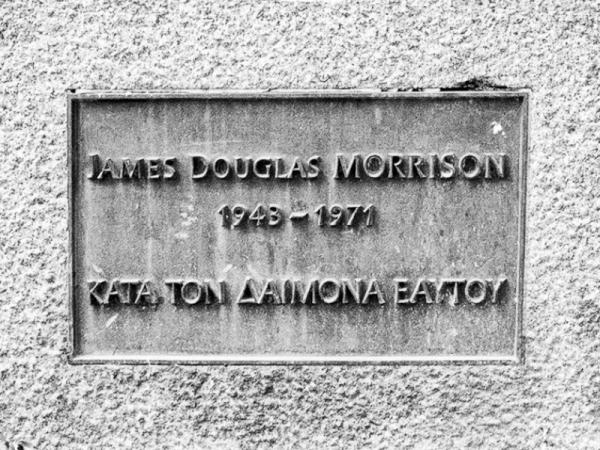 JAMES DOUGLAS MORRISON
1943 – 1971
ΚΑΤΑ ΤΟΝ ΔΑΙΜΟΝΑ ΕΑΥΤΟΥ